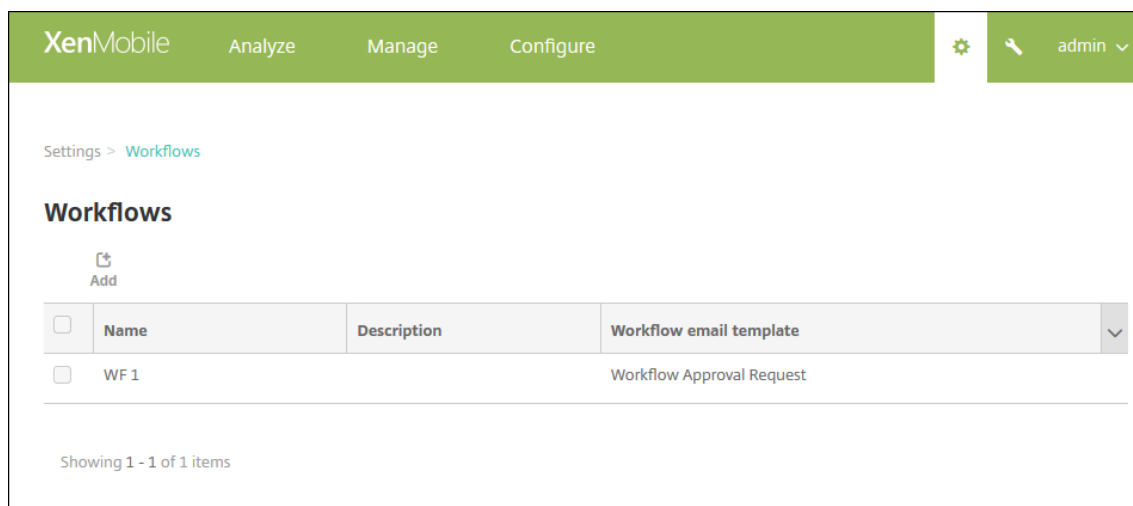 XenMobile Analyze Manage Configure admin
Settings > Workflows
Workflows
Add
Name Description Workflow email template
WF 1 Workflow Approval Request
Showing 1 - 1 of 1 items